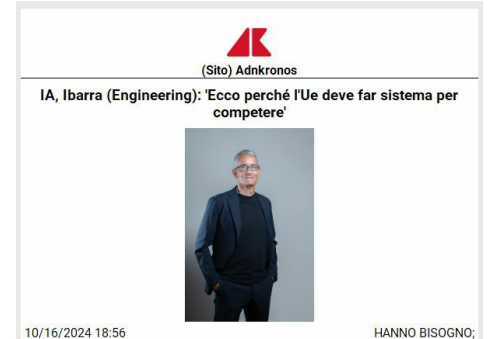 (Sito) Adnkronos
IA, Ibarra (Engineering): 'Ecco perché l'Ue deve far sistema per
competere'
10/16/2024 18:56
HANNO BISOGNO;